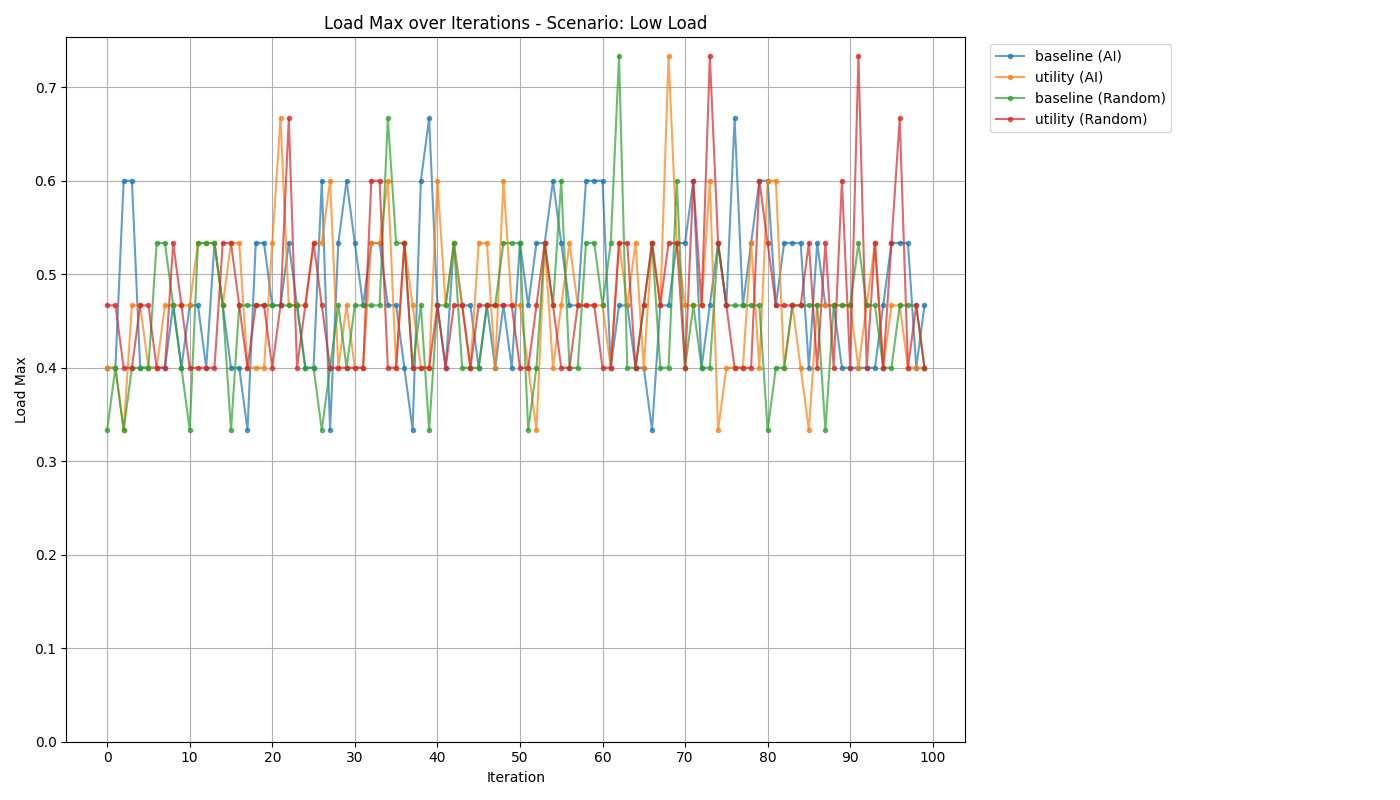 Load Max over Iterations - Scenario: Low Load
baseline (AI)
utility (AI)
baseline (Random)
utility (Random)
Load Max
0.7
0.6
0.5
0.4
0.3
0.2
0.1
0.0
0 10 20 30 40 50 60 70 80 90 100
Iteration